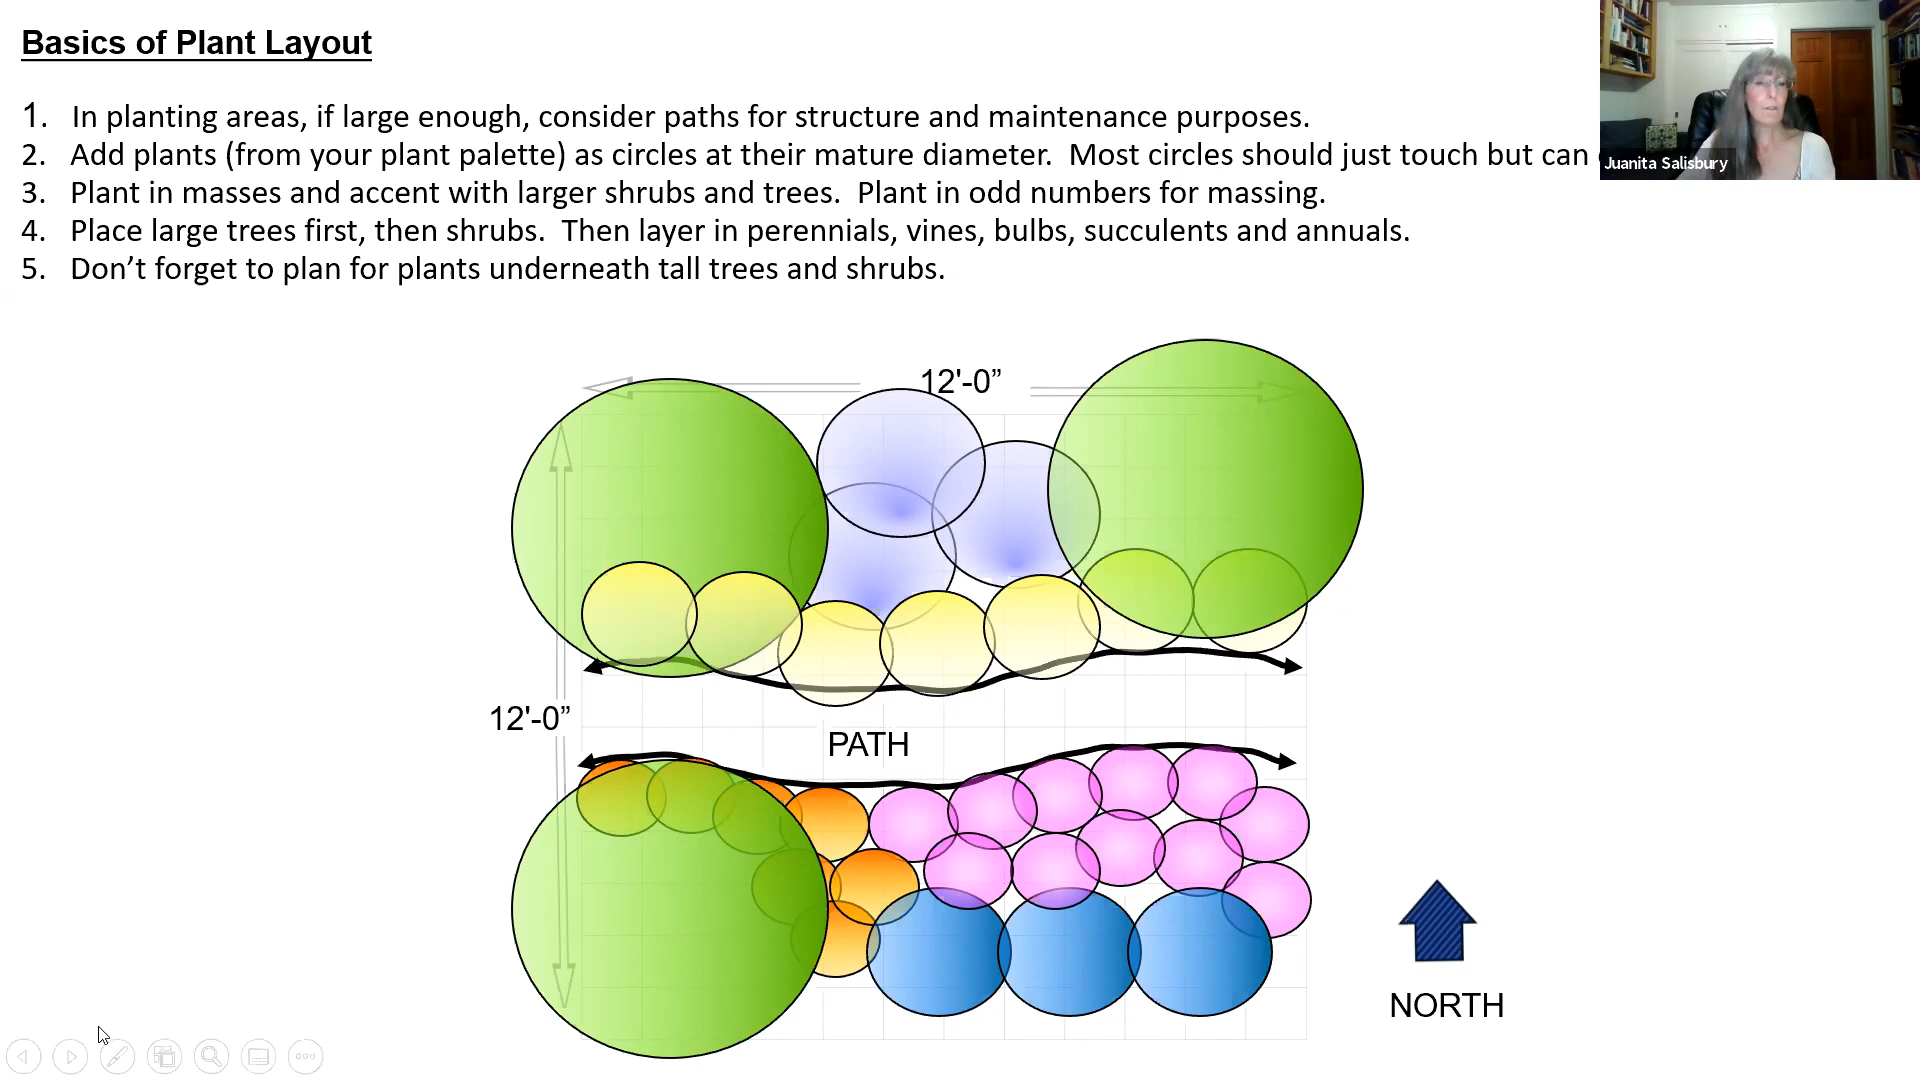 Basics of Plant Layout
1. In planting areas, if large enough, consider paths for structure and maintenance purposes.
2. Add plants (from your plant palette) as circles at their mature diameter. Most circles should just touch but can
Juanita Salisbury
3. Plant in masses and accent with larger shrubs and trees. Plant in odd numbers for massing.
4. Place large trees first, then shrubs. Then layer in perennials, vines, bulbs, succulents and annuals.
5. Don’t forget to plan for plants underneath tall trees and shrubs.
12'-0”
12'-0”
PATH
NORTH